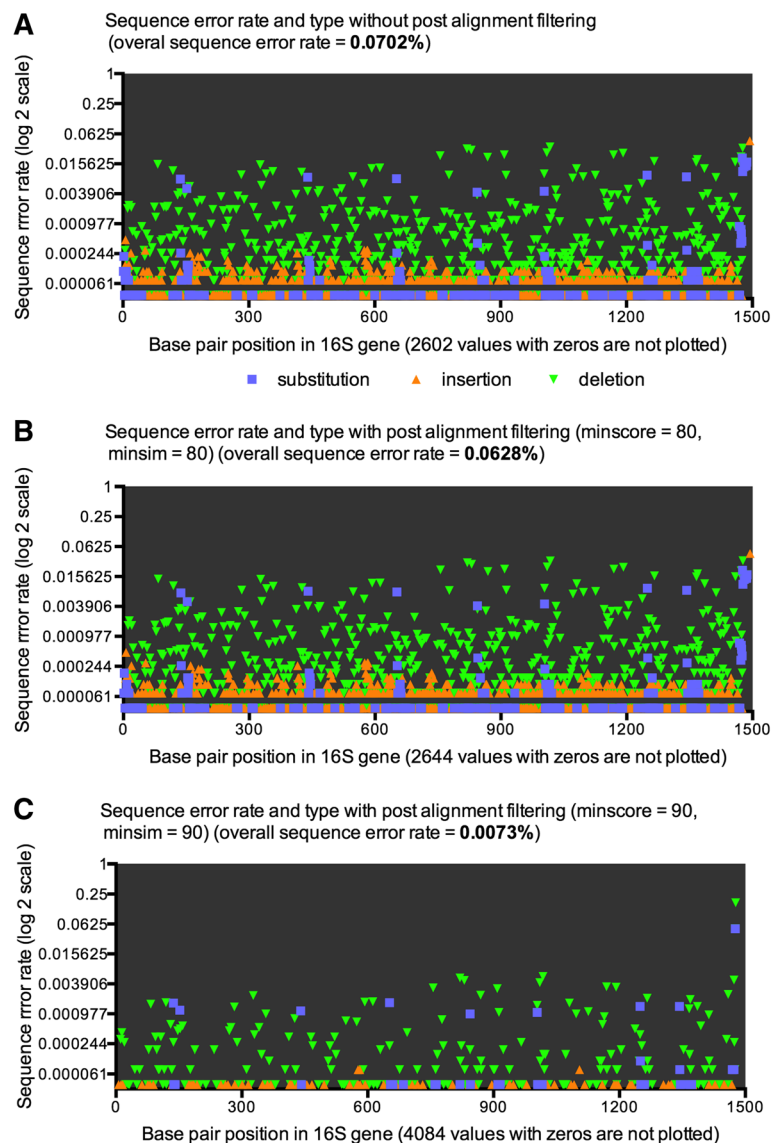 A
Sequence error rate and type without post alignment filtering
(overal sequence error rate = 0.0702%)
Sequence rrror rate (log 2 scale)
1
0.25
0.0625
0.015625
0.003906
0.000977
0.000244
0.000061
0 300 600 900 1200 1500
Base pair position in 16S gene (2602 values with zeros are not plotted)
substitution insertion deletion
B
Sequence error rate and type with post alignment filtering (minscore = 80,
minsim = 80) (overall sequence error rate = 0.0628%)
Sequence rrror rate (log 2 scale)
1
0.25
0.0625
0.015625
0.003906
0.000977
0.000244
0.000061
0 300 600 900 1200 1500
Base pair position in 16S gene (2644 values with zeros are not plotted)
C
Sequence error rate and type with post alignment filtering (minscore = 90,
minsim = 90) (overall sequence error rate = 0.0073%)
Sequence rrror rate (log 2 scale)
1
0.25
0.0625
0.015625
0.003906
0.000977
0.000244
0.000061
0 300 600 900 1200 1500
Base pair position in 16S gene (4084 values with zeros are not plotted)